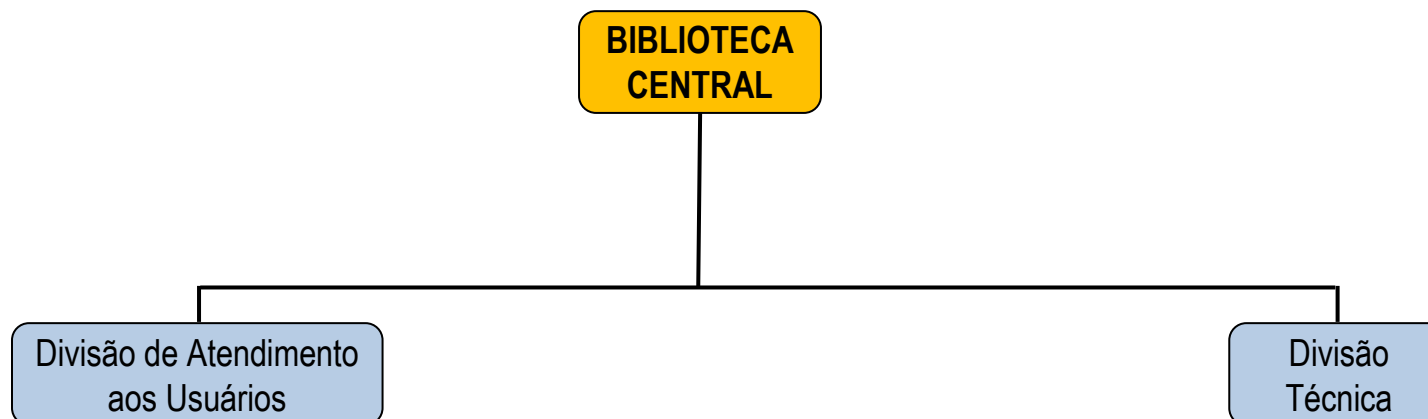 BIBLIOTECA
CENTRAL
Divisão de Atendimento
aos Usuários
Divisão
Técnica